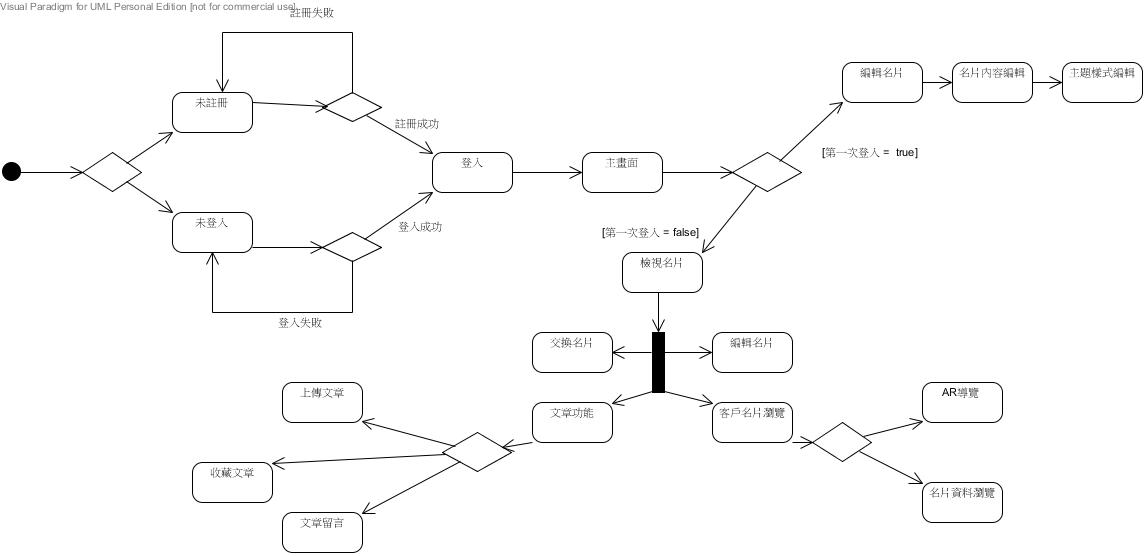 Visual Paradigm for UML Personal Edition [not for commercial use]
註冊失敗
編輯名片
名片內容編輯
主題樣式編輯
未註冊
註冊成功
[第一次登入 = true]
登入
主畫面
未登入
登入成功
[第一次登入 = false]
檢視名片
登入失敗
交換名片
編輯名片
上傳文章
文章功能
客戶名片瀏覽
AR導覽
收藏文章
名片資料瀏覽
文章留言